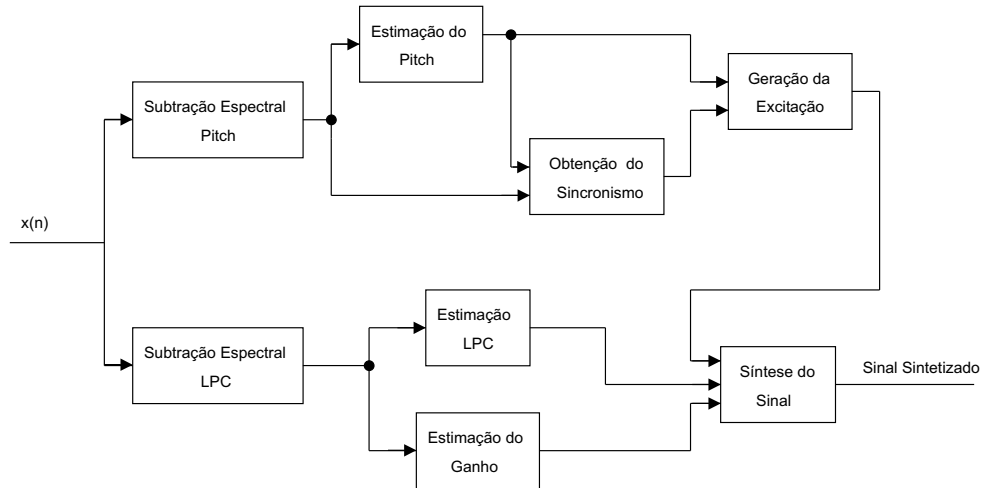 Estimação do
Pitch
Geração da
Excitação
Subtração Espectral
Pitch
Obtenção do
Sincronismo
x(n)
Estimação
LPC
Subtração Espectral
LPC
Síntese do
Sinal
Sinal Sintetizado
Estimação do
Ganho